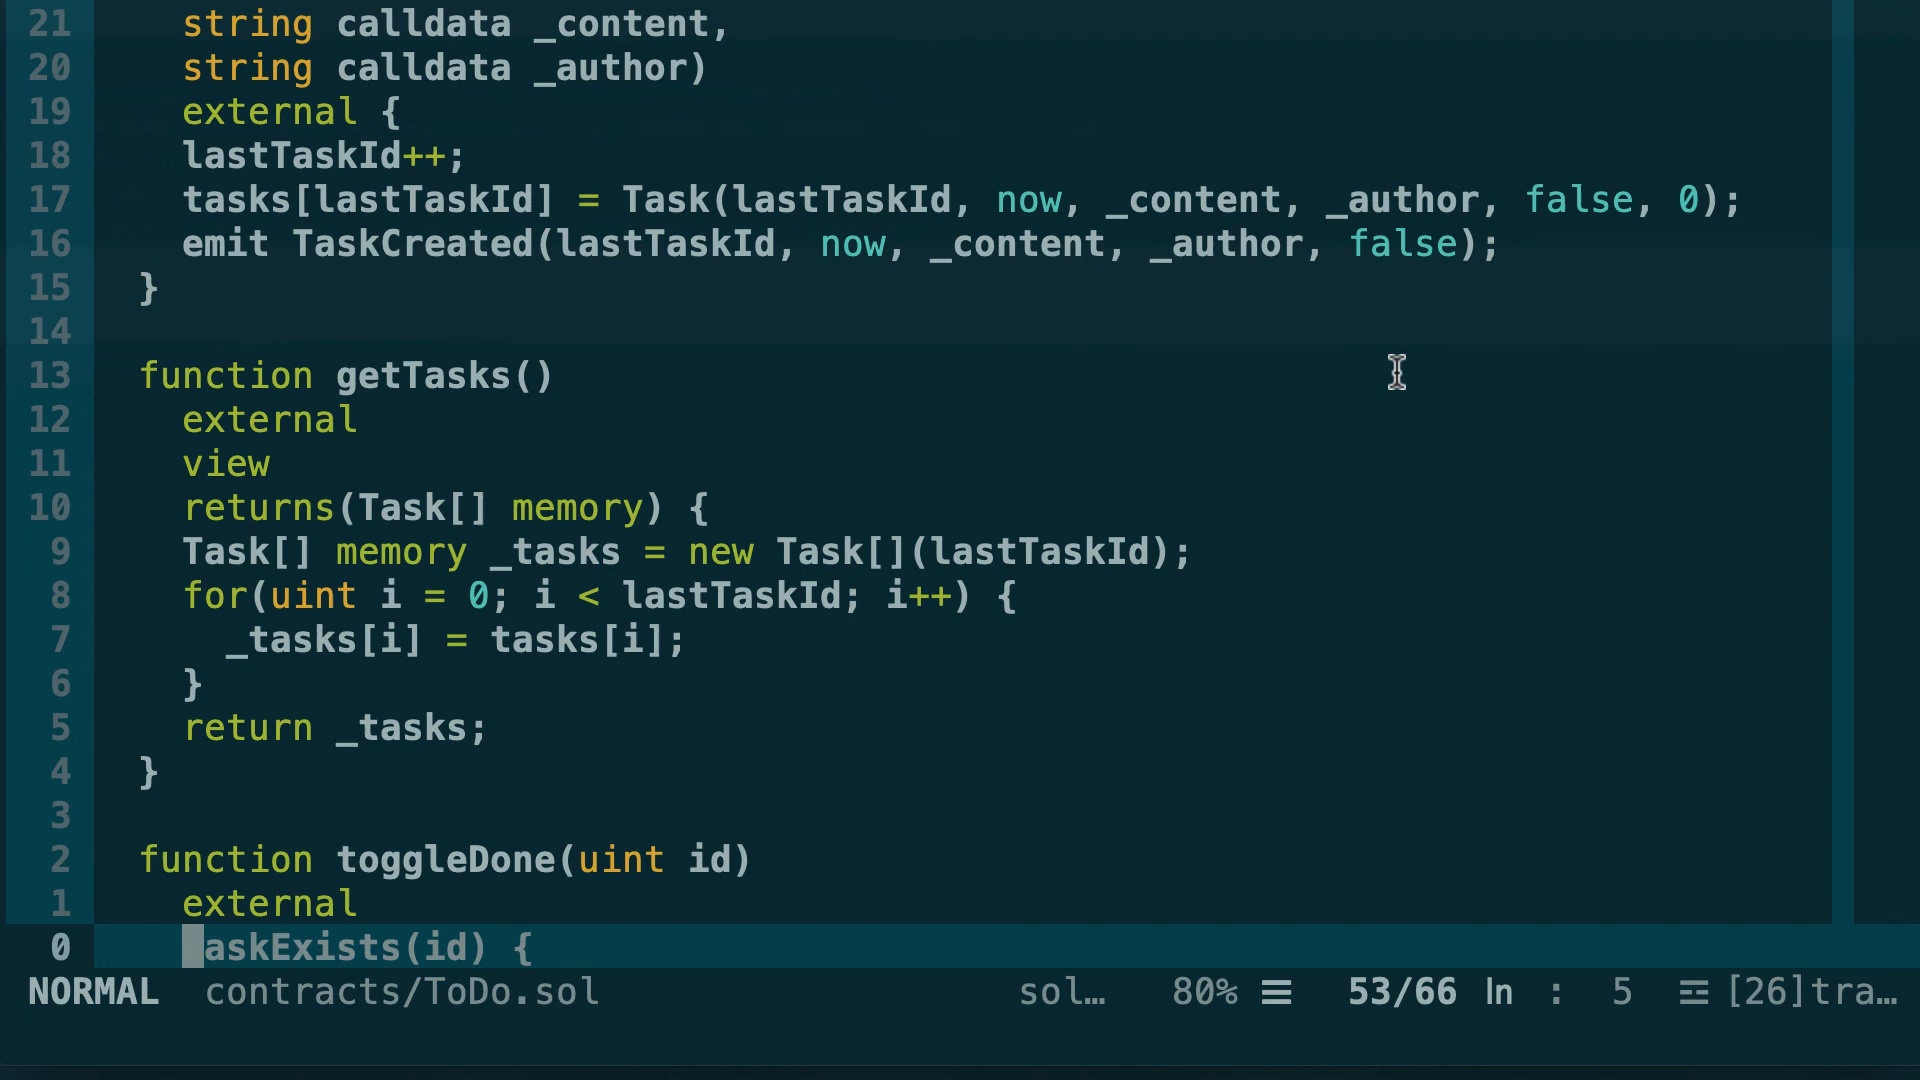 21 string calldata _content,
20 string calldata _author)
19 external {
18 lastTaskId++;
17 tasks[lastTaskId] = Task(lastTaskId, now, _content, _author, false, 0);
16 emit TaskCreated(lastTaskId, now, _content, _author, false);
15 }
14
13 function getTasks()
12 external
11 view
10 returns(Task[] memory) {
9 Task[] memory _tasks = new Task[](lastTaskId);
8 for(uint i = 0; i < lastTaskId; i++) {
7 _tasks[i] = tasks[i];
6 }
5 return _tasks;
4 }
3
2 function toggleDone(uint id)
1 external
0 askExists(id) {
NORMAL contracts/ToDo.sol sol… 80% ☰ 53/66 ln : 5 ☲ [26]tra…